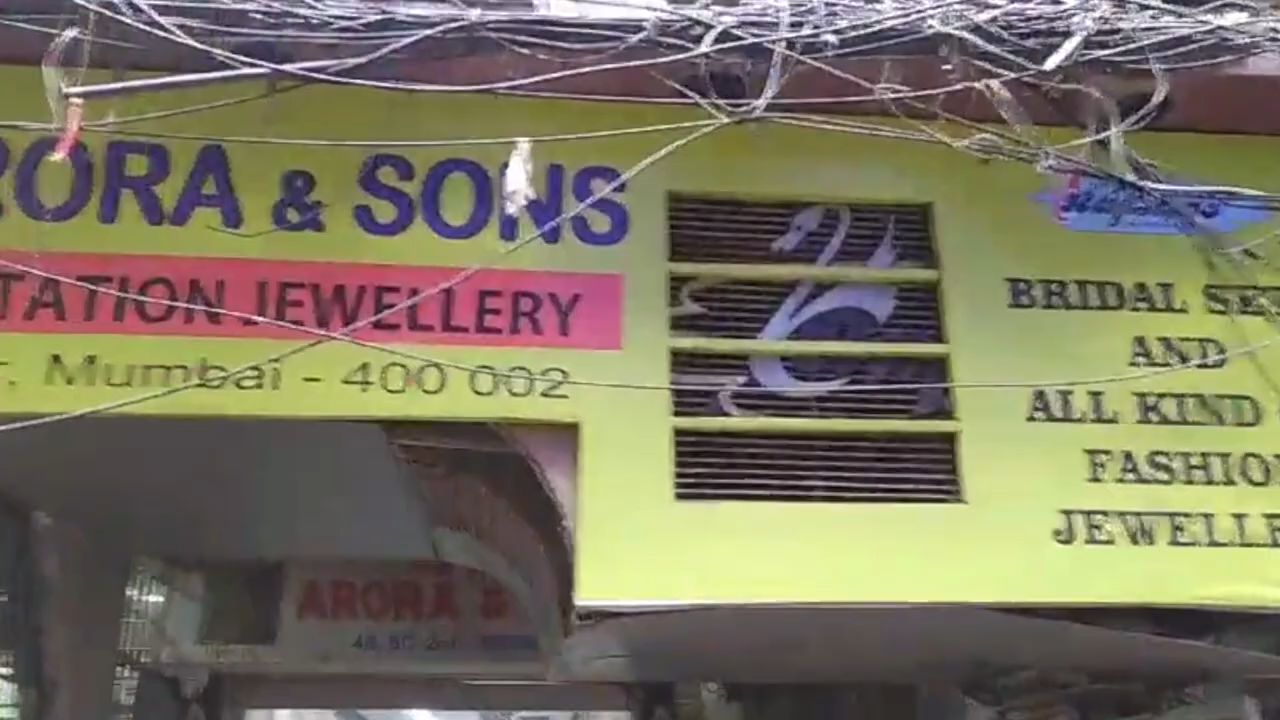 RORA & SONS
TATION JEWELLERY
Mumbai - 400 002
BRIDAL SE
AND
ALL KIND
FASHIO
JEWELLE
ARORA